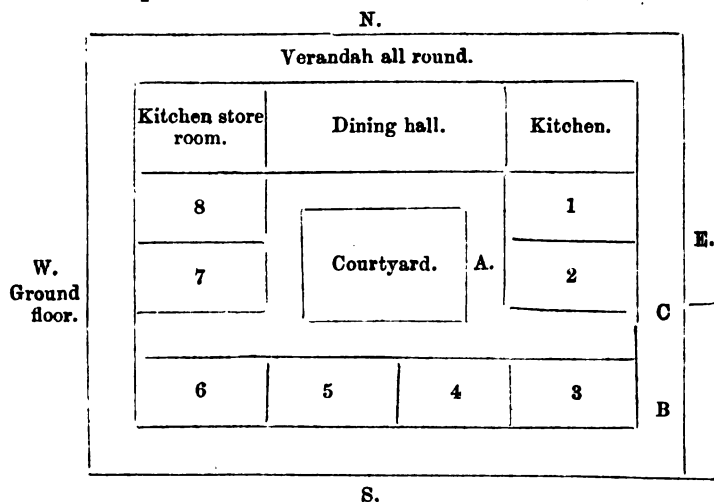 N.
Verandah all round.
Kitchen store
room.
Dining hall.
Kitchen.
8
1
Courtyard.
A.
E.
7
2
W.
Ground
floor.
C
6
5
4
3
B
S.